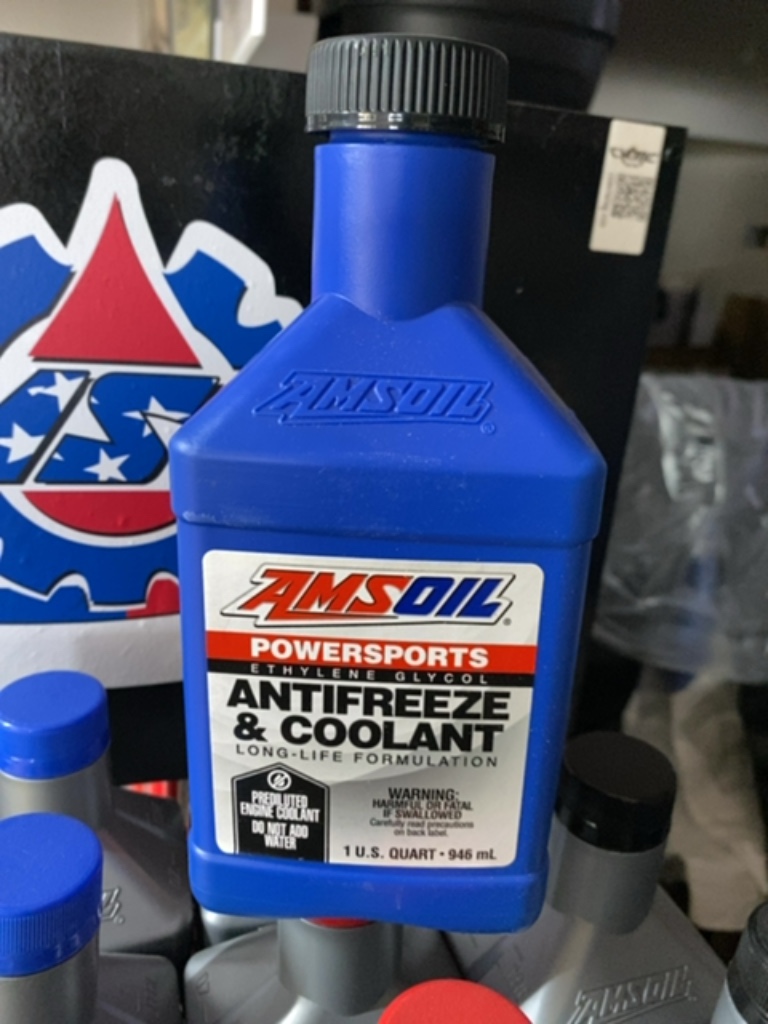 AMSOIL
AMSOIL®
POWERSPORTS
ETHYLENE GLYCOL
ANTIFREEZE
& COOLANT
LONG-LIFE FORMULATION
PREDILUTED
ENGINE COOLANT
DO NOT ADD
WATER
WARNING:
HARMFUL OR FATAL
IF SWALLOWED
Carefully read precautions
on back label.
1 U.S. QUART • 946 mL
AMSOIL